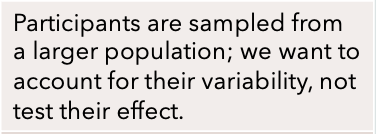 Participants are sampled from
a larger population; we want to
account for their variability, not
test their effect.